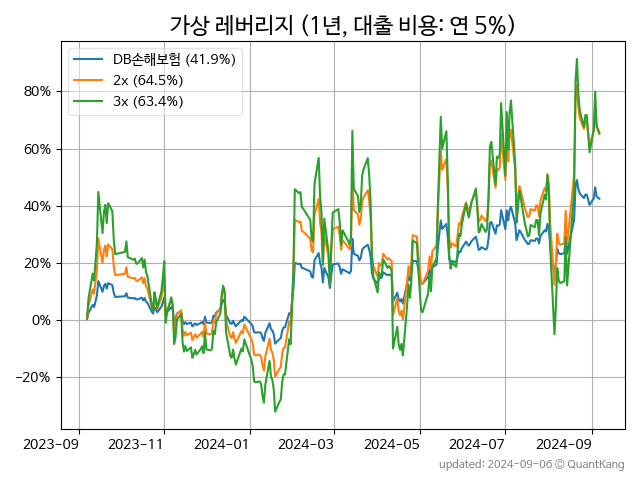 가상 레버리지 (1년, 대출 비용: 연 5%)
DB손해보험 (41.9%)
2x (64.5%)
3x (63.4%)
80%
60%
40%
20%
0%
−20%
2023-09 2023-11 2024-01 2024-03 2024-05 2024-07 2024-09
updated: 2024-09-06 © QuantKang